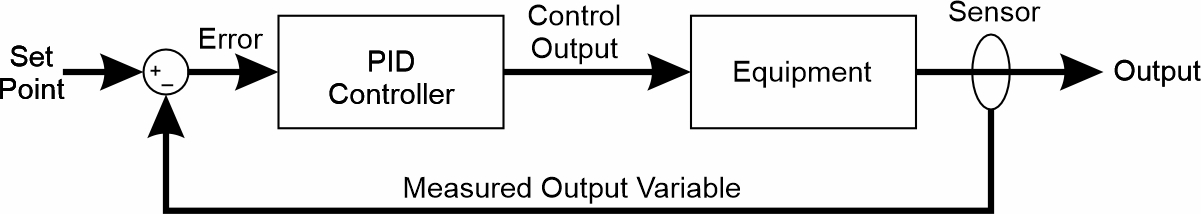 Set
Point
+
−
Error
PID
Controller
Control
Output
Equipment
Sensor
Output
Measured Output Variable